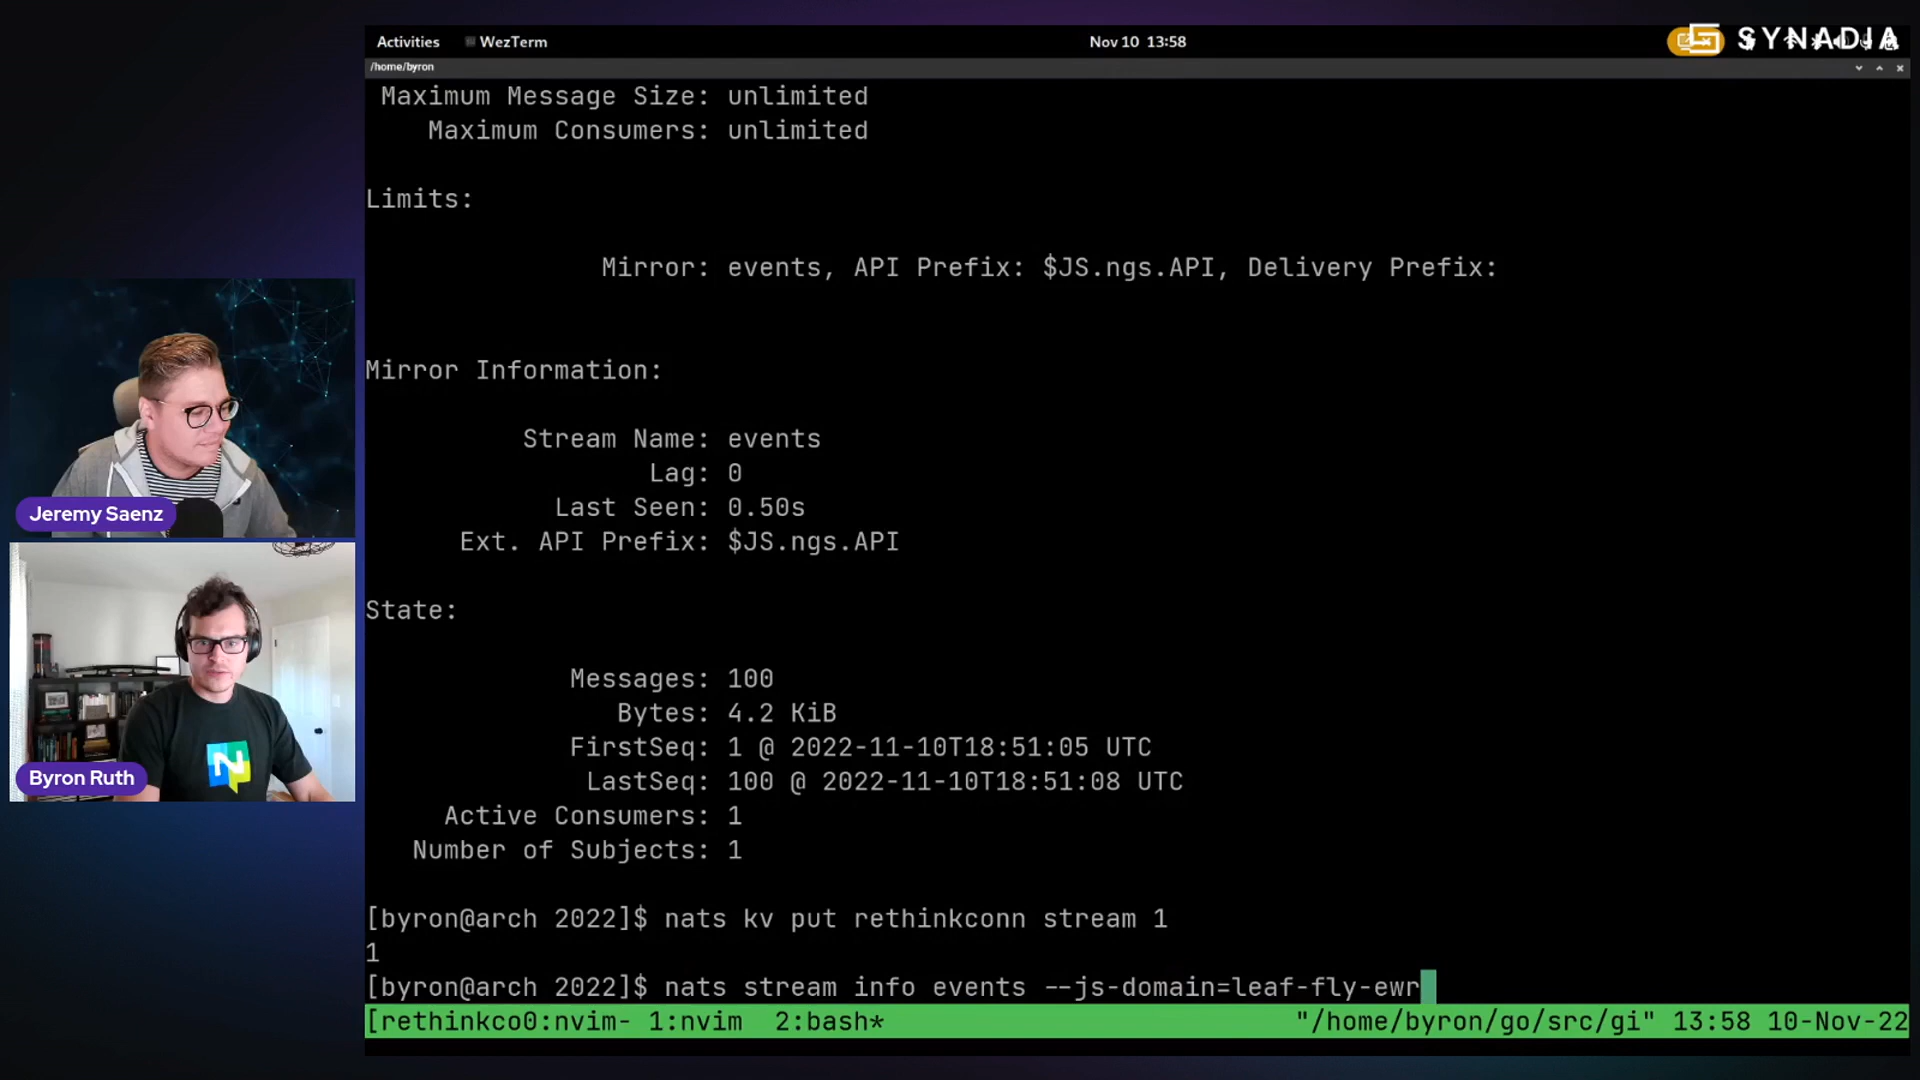 Activities
WezTerm
Nov 10 13:58
SYNADIA
/home/byron
Maximum Message Size: unlimited
Maximum Consumers: unlimited
Limits:
Mirror: events, API Prefix: $JS.ngs.API, Delivery Prefix:
Mirror Information:
Stream Name: events
Lag: 0
Last Seen: 0.50s
Ext. API Prefix: $JS.ngs.API
State:
Messages: 100
Bytes: 4.2 KiB
FirstSeq: 1 @ 2022-11-10T18:51:05 UTC
LastSeq: 100 @ 2022-11-10T18:51:08 UTC
Active Consumers: 1
Number of Subjects: 1
[byron@arch 2022]$ nats kv put rethinkconn stream 1
1
[byron@arch 2022]$ nats stream info events --js-domain=leaf-fly-ewr
[rethinkco0:nvim- 1:nvim 2:bash* "/home/byron/go/src/gi" 13:58 10-Nov-22
Jeremy Saenz
N
Byron Ruth